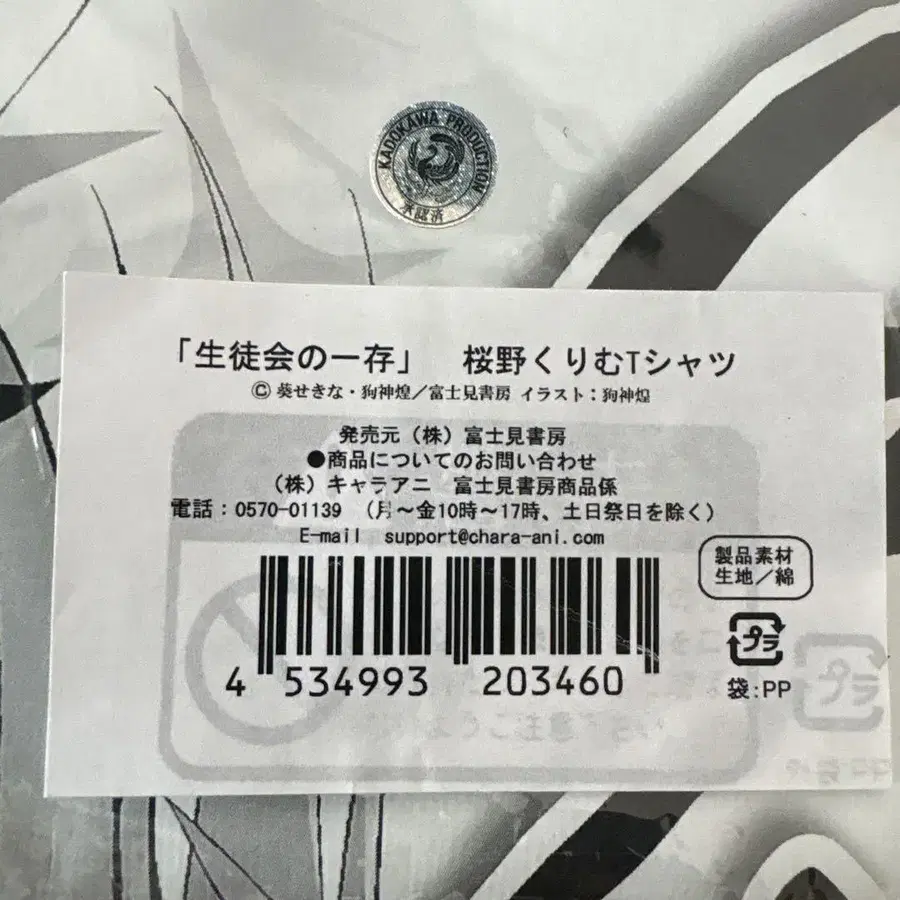 KADOKAWA PRODUCTION
承認済
「生徒会の一存」　桜野くりむTシャツ
© 葵せきな・狗神煌／富士見書房 イラスト：狗神煌
発売元（株）富士見書房
●商品についてのお問い合わせ
（株）キャラアニ　富士見書房商品係
電話：0570-01139　（月～金10時～17時、土日祭日を除く）
E-mail　support@chara-ani.com
製品素材
生地／綿
プラ
袋:PP
4 534993 203460
プラ